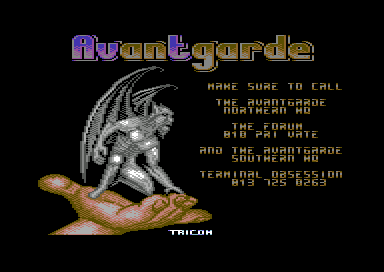 Avantgarde
MAKE SURE TO CALL
THE AVANTGARDE
NORTHERN HQ
THE FORUM
818 PRI VATE
AND THE AVANTGARDE
SOUTHERN HQ
TERMINAL OBSESSION
813 725 8263
TRICOM